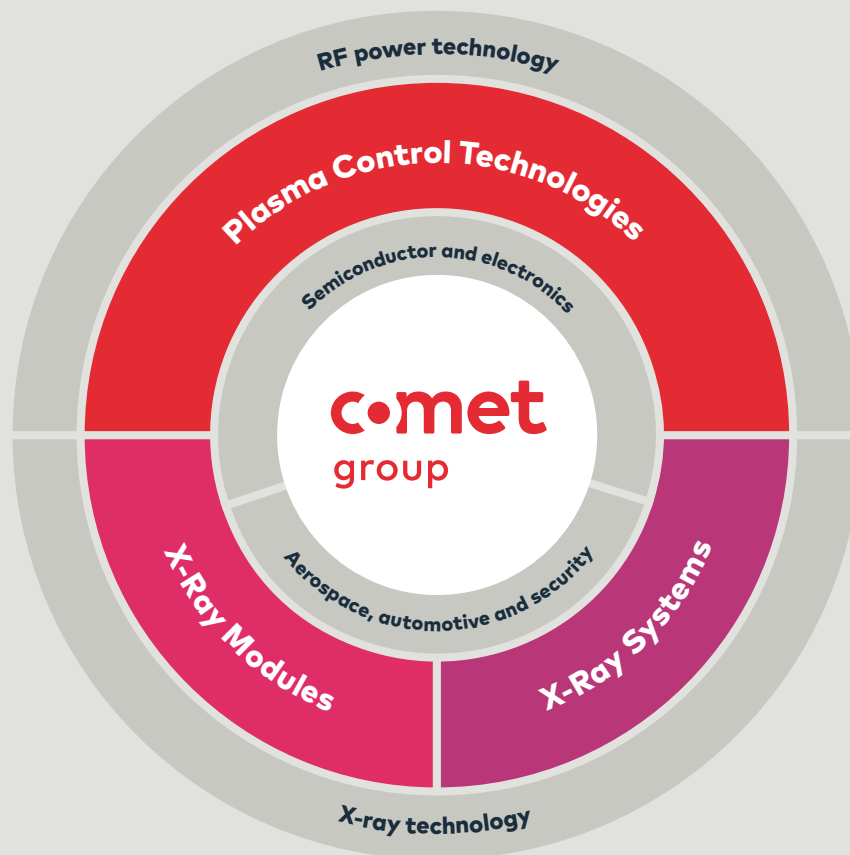 RF power technology
Plasma Control Technologies
Semiconductor and electronics
comet
group
Aerospace, automotive and security
X-Ray Modules
X-Ray Systems
X-ray technology